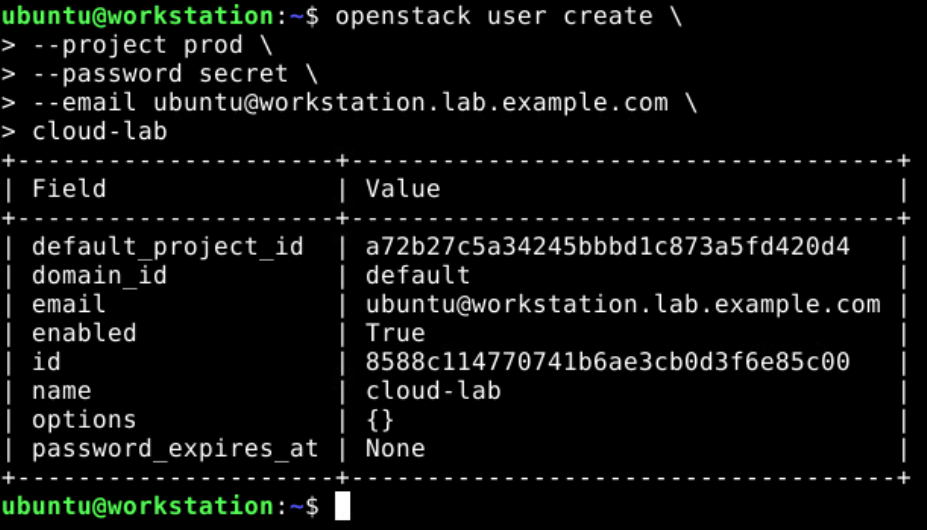 ubuntu@workstation:~$ openstack user create \
> --project prod \
> --password secret \
> --email ubuntu@workstation.lab.example.com \
> cloud-lab
+---------------------+------------------------------------+
| Field               | Value                              |
+---------------------+------------------------------------+
| default_project_id  | a72b27c5a34245bbbd1c873a5fd420d4   |
| domain_id           | default                            |
| email               | ubuntu@workstation.lab.example.com |
| enabled             | True                               |
| id                  | 8588c114770741b6ae3cb0d3f6e85c00   |
| name                | cloud-lab                          |
| options             | {}                                 |
| password_expires_at | None                               |
+---------------------+------------------------------------+
ubuntu@workstation:~$